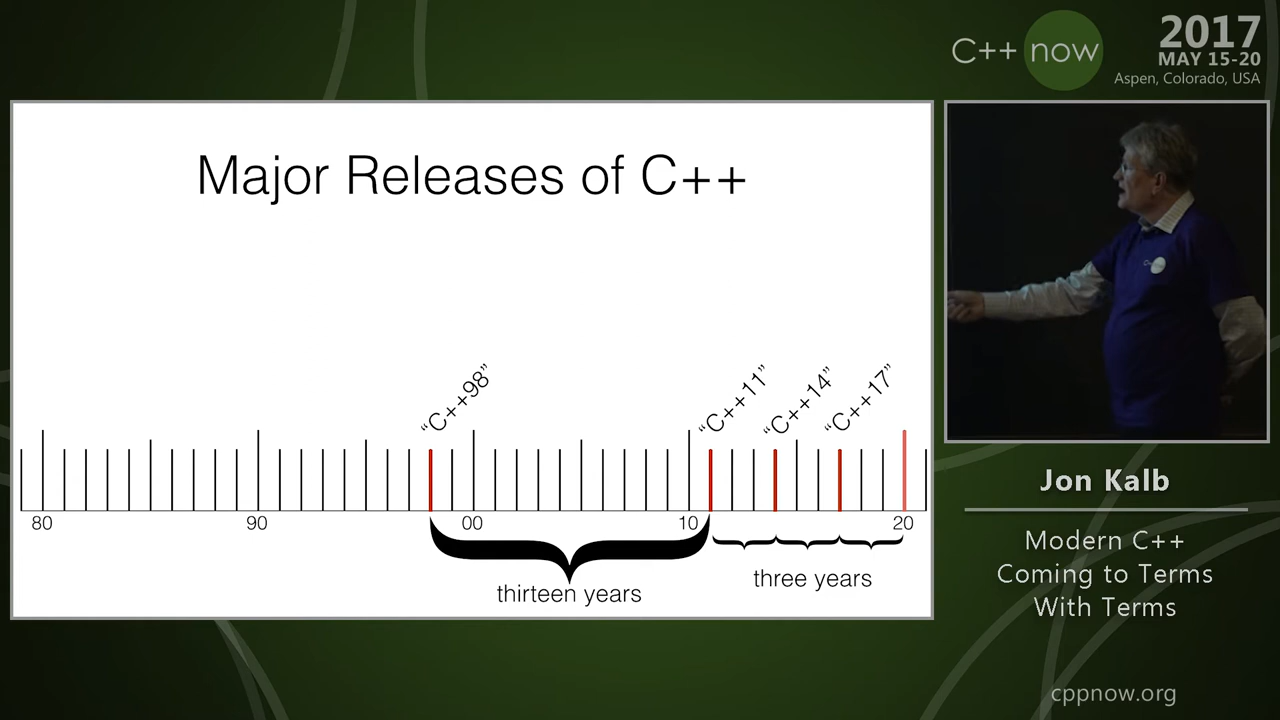 C++ now
2017
MAY 15-20
Aspen, Colorado, USA
Major Releases of C++
“C++98” “C++11” “C++14” “C++17”
80 90 00 10 20
thirteen years
three years
Jon Kalb
Modern C++
Coming to Terms
With Terms
cppnow.org